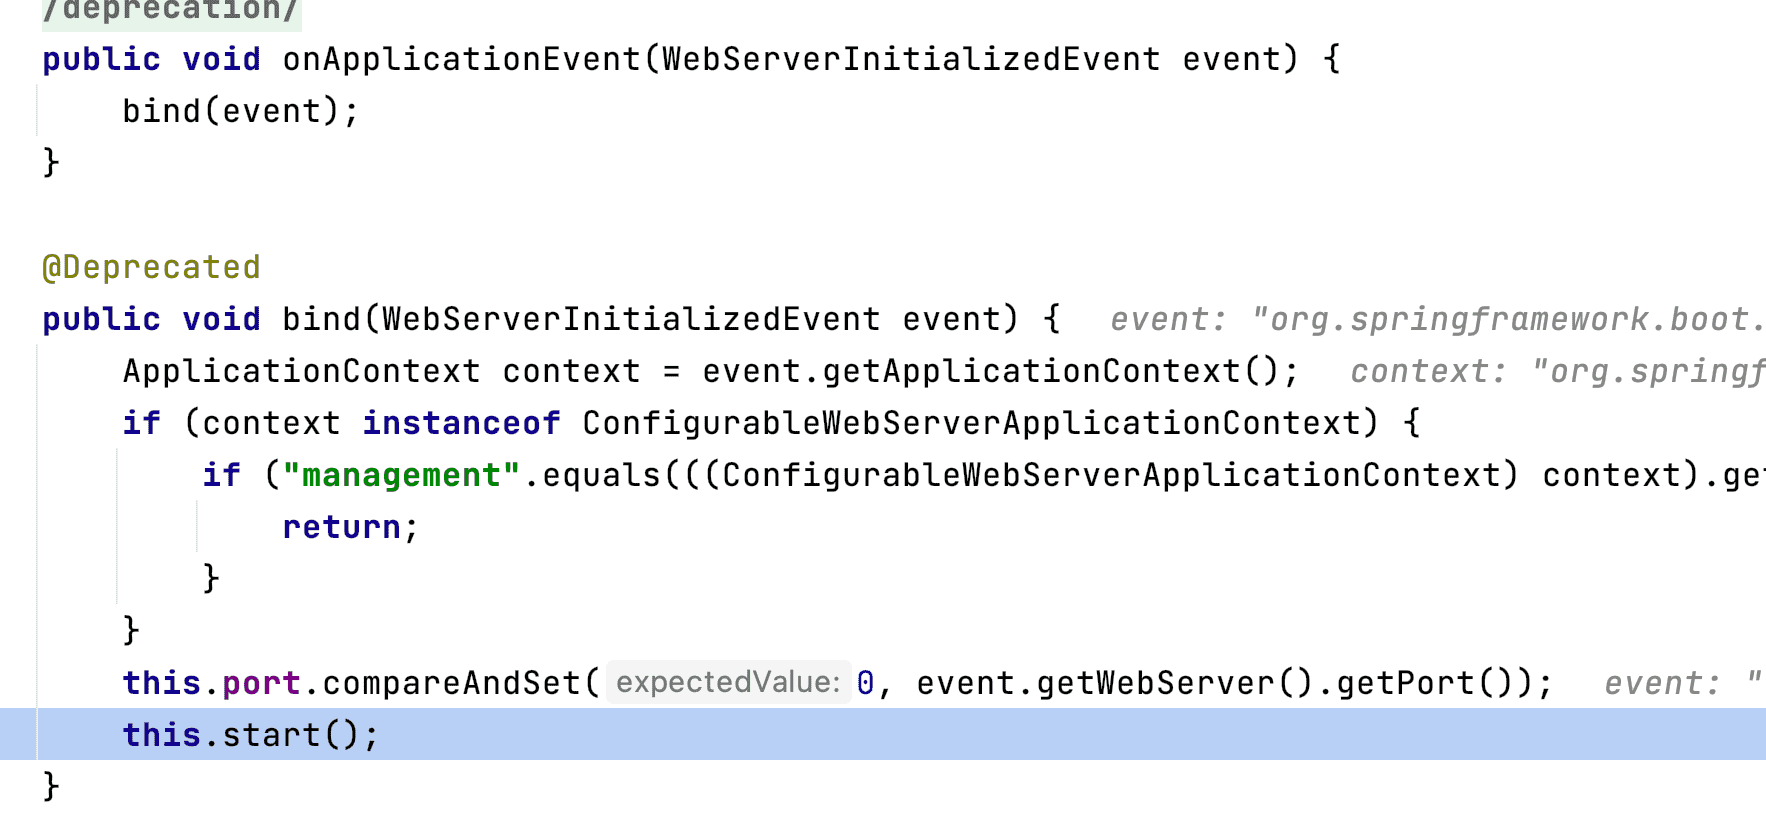 /deprecation/
public void onApplicationEvent(WebServerInitializedEvent event) {
    bind(event);
}
@Deprecated
public void bind(WebServerInitializedEvent event) {   event: "org.springframework.boot.
    ApplicationContext context = event.getApplicationContext();   context: "org.springf
    if (context instanceof ConfigurableWebServerApplicationContext) {
        if ("management".equals(((ConfigurableWebServerApplicationContext) context).get
            return;
        }
    }
    this.port.compareAndSet( expectedValue: 0, event.getWebServer().getPort());   event: "
    this.start();
}